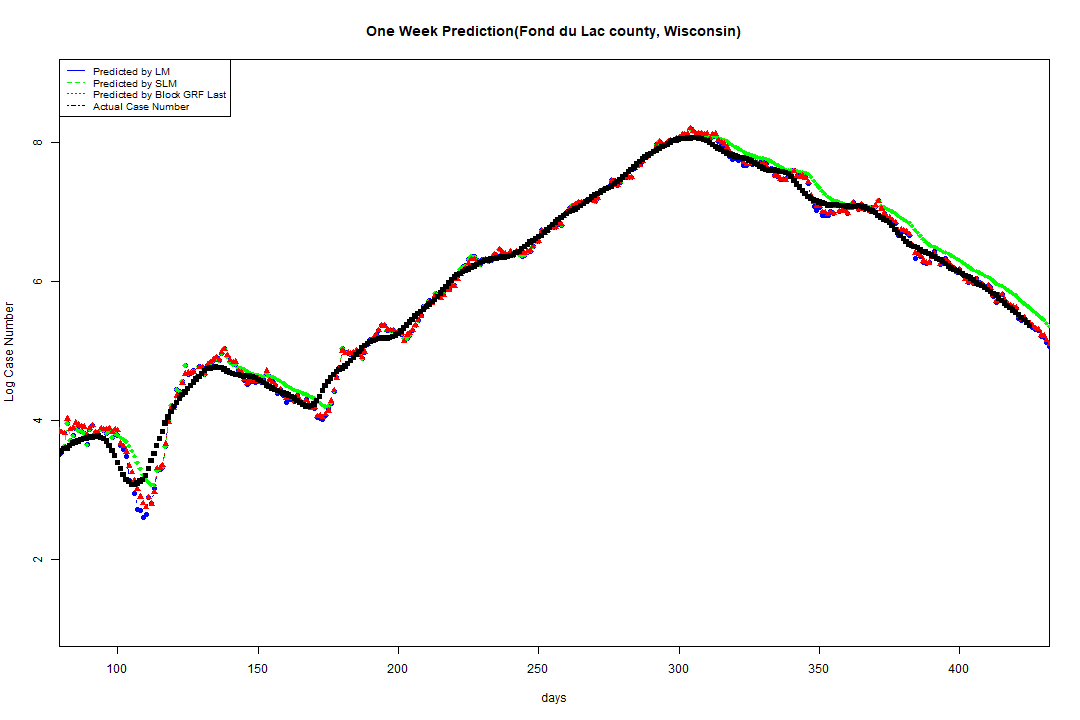 One Week Prediction(Fond du Lac county, Wisconsin)
Predicted by LM
Predicted by SLM
Predicted by Block GRF Last
Actual Case Number
Log Case Number
8
6
4
2
100 150 200 250 300 350 400
days